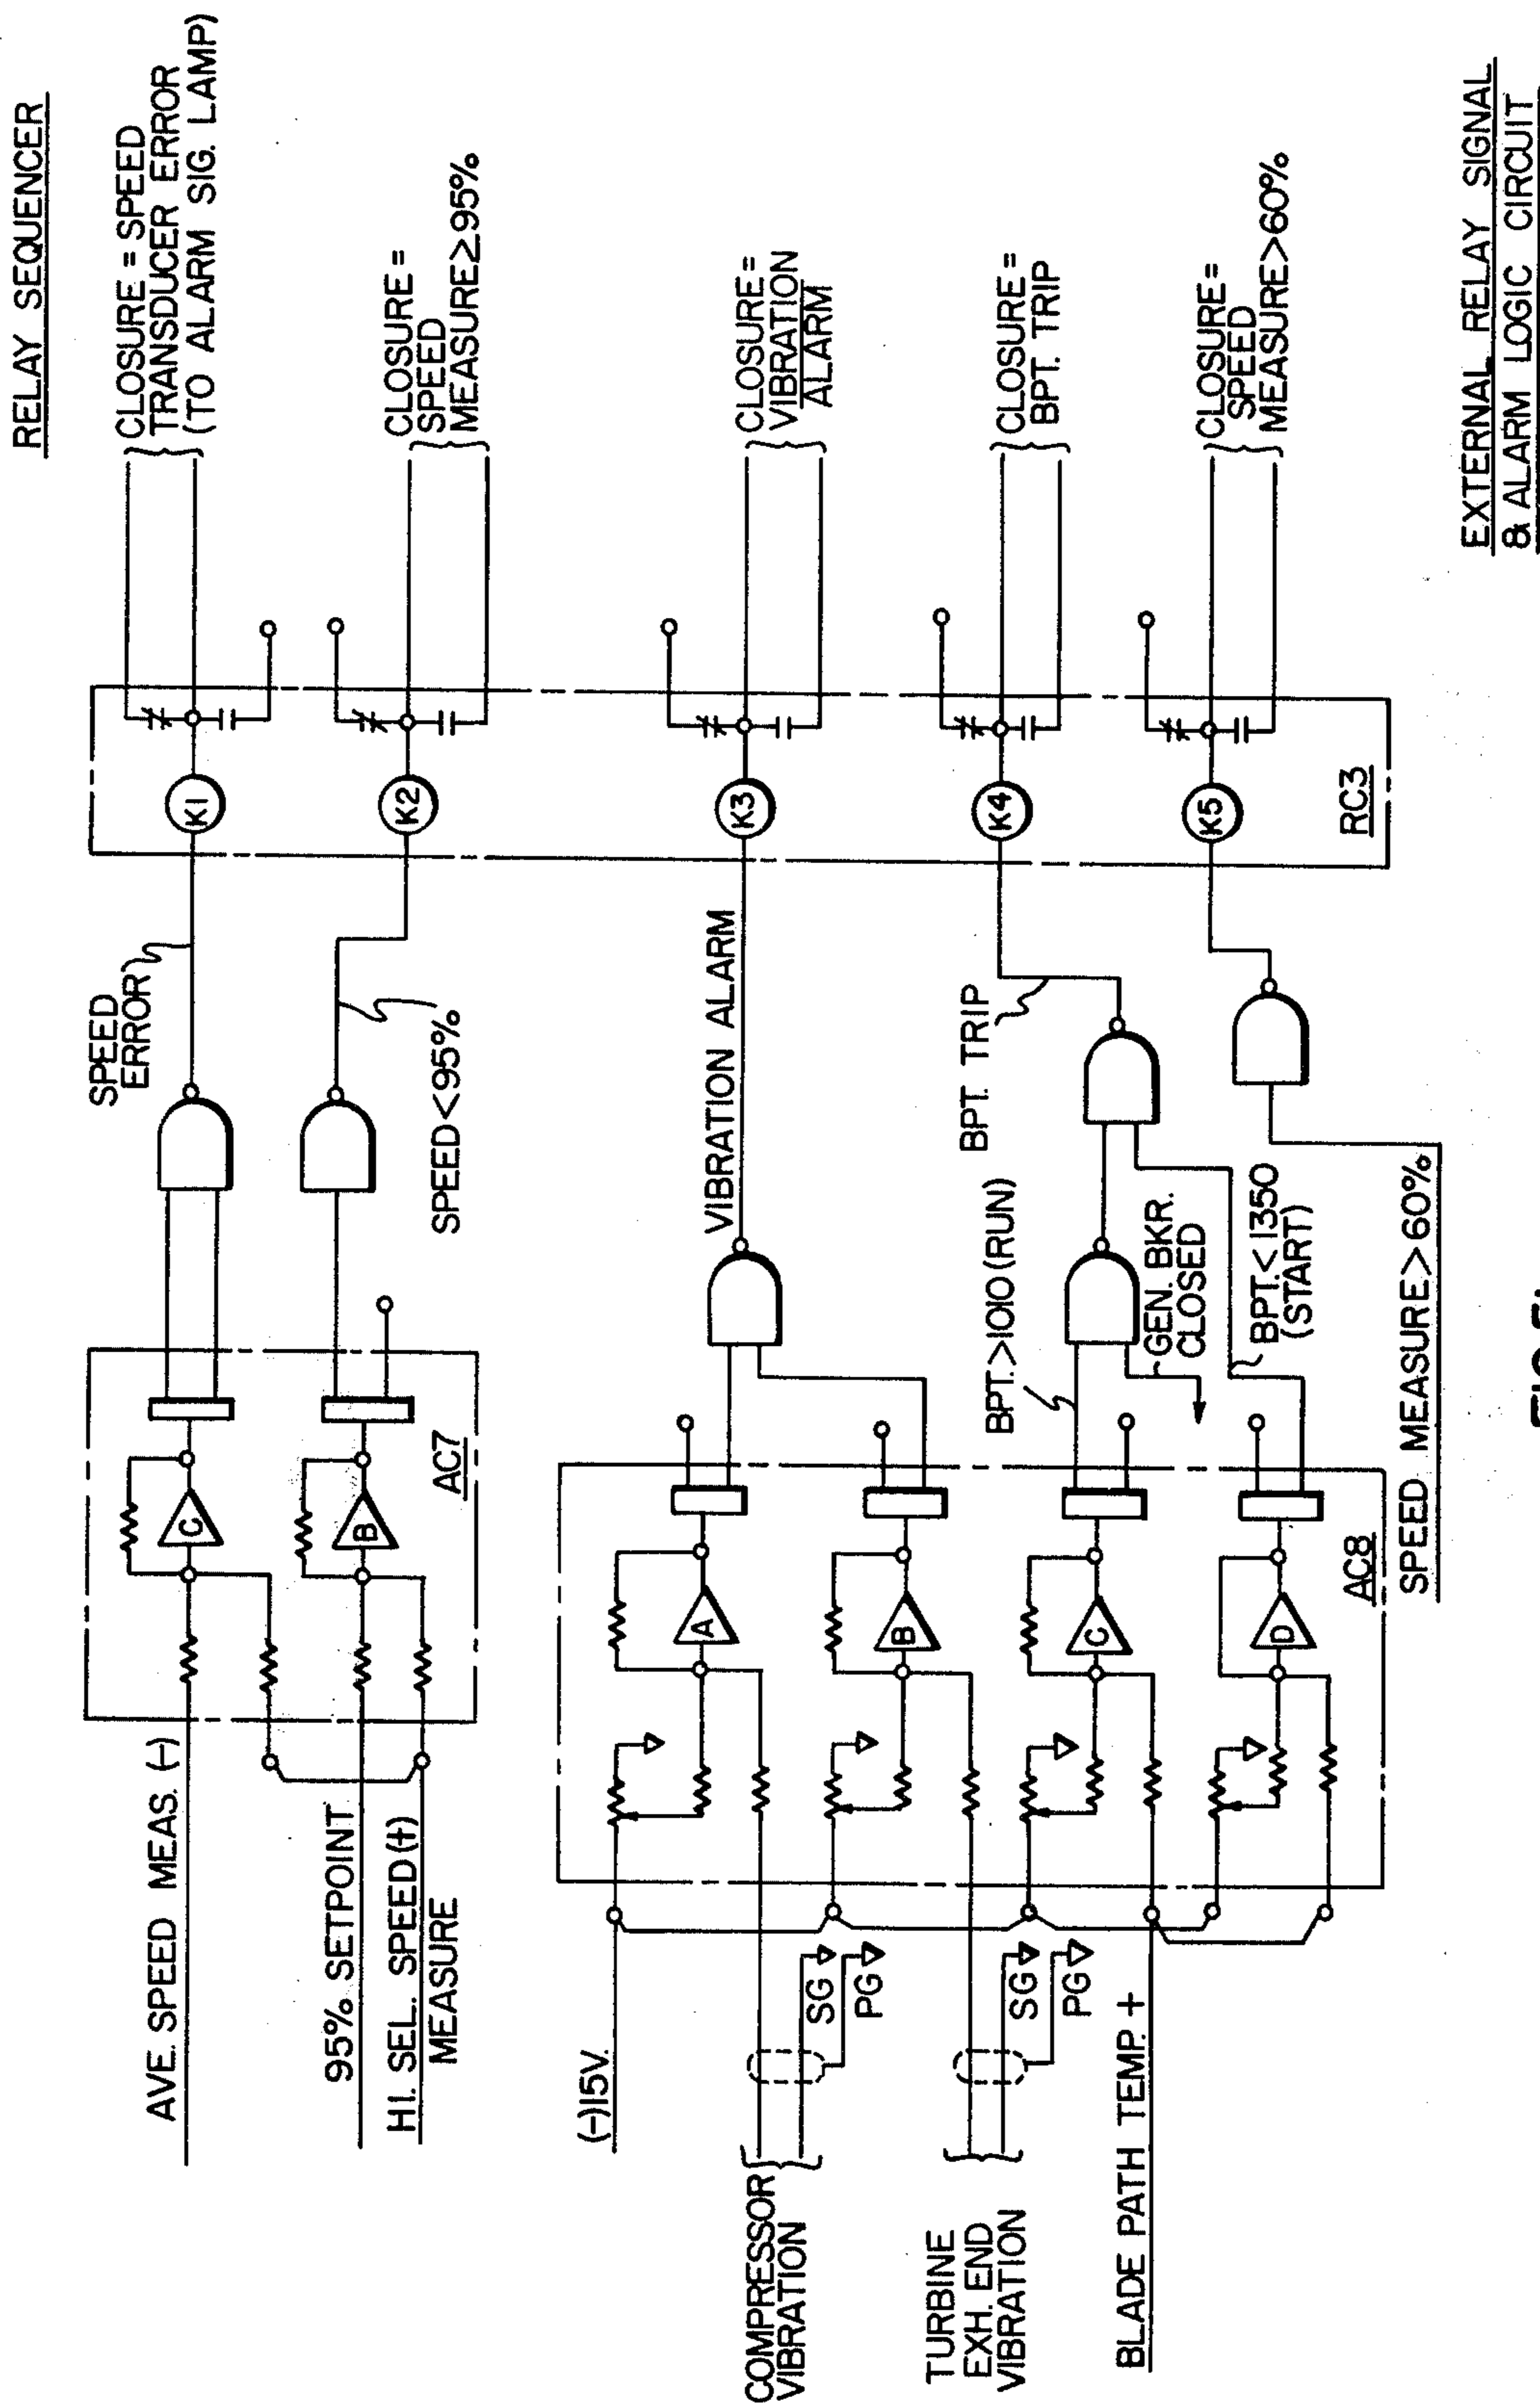 RELAY SEQUENCER
CLOSURE = SPEED
TRANSDUCER ERROR
(TO ALARM SIG. LAMP)
CLOSURE =
SPEED
MEASURE≥95%
CLOSURE =
VIBRATION
ALARM
CLOSURE =
BPT. TRIP
CLOSURE =
SPEED
MEASURE>60%
K1
K2
K3
K4
K5
RC3
SPEED
ERROR
SPEED<95%
VIBRATION ALARM
BPT. TRIP
BPT.>1010 (RUN)
GEN. BKR.
CLOSED
BPT.<1350
(START)
SPEED MEASURE>60%
C
B
AC7
A
B
C
D
AC8
AVE. SPEED MEAS. (-)
95% SETPOINT
HI. SEL. SPEED (+)
MEASURE
(-)15V.
SG
PG
COMPRESSOR
VIBRATION
SG
PG
TURBINE
EXH. END
VIBRATION
BLADE PATH TEMP. +
EXTERNAL RELAY SIGNAL
& ALARM LOGIC CIRCUIT